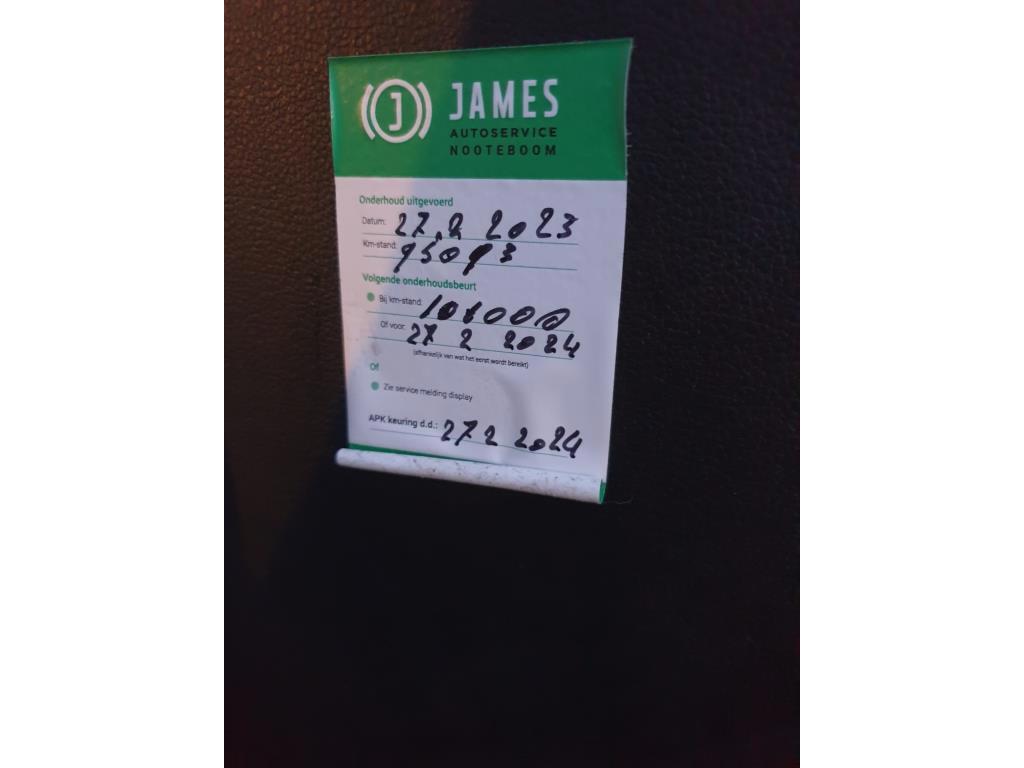 J JAMES
AUTOSERVICE
NOOTEBOOM
Onderhoud uitgevoerd
Datum: 27.2 2023
Km-stand:
Volgende onderhoudsbeurt
Bij km-stand:
Of voor: 27 2 2024
(afhankelijk van wat het eerst wordt bereikt)
Of
Zie service melding display
APK keuring d.d.: 27 2 2024